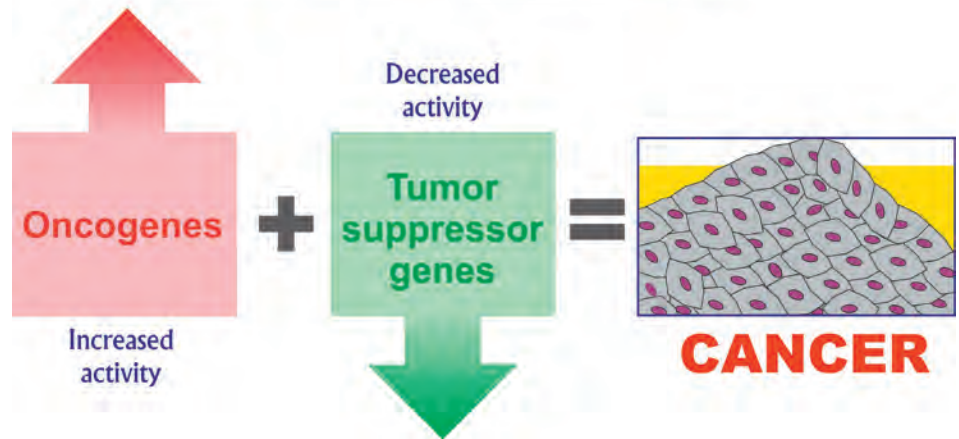 Oncogenes
Increased
activity
+
Decreased
activity
Tumor
suppressor
genes
=
CANCER